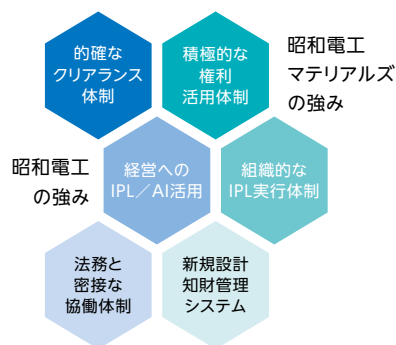 的確な
クリアランス
体制
積極的な
権利
活用体制
昭和電工
マテリアルズ
の強み
昭和電工
の強み
経営への
IPL／AI活用
組織的な
IPL実行体制
法務と
密接な
協働体制
新規設計
知財管理
システム